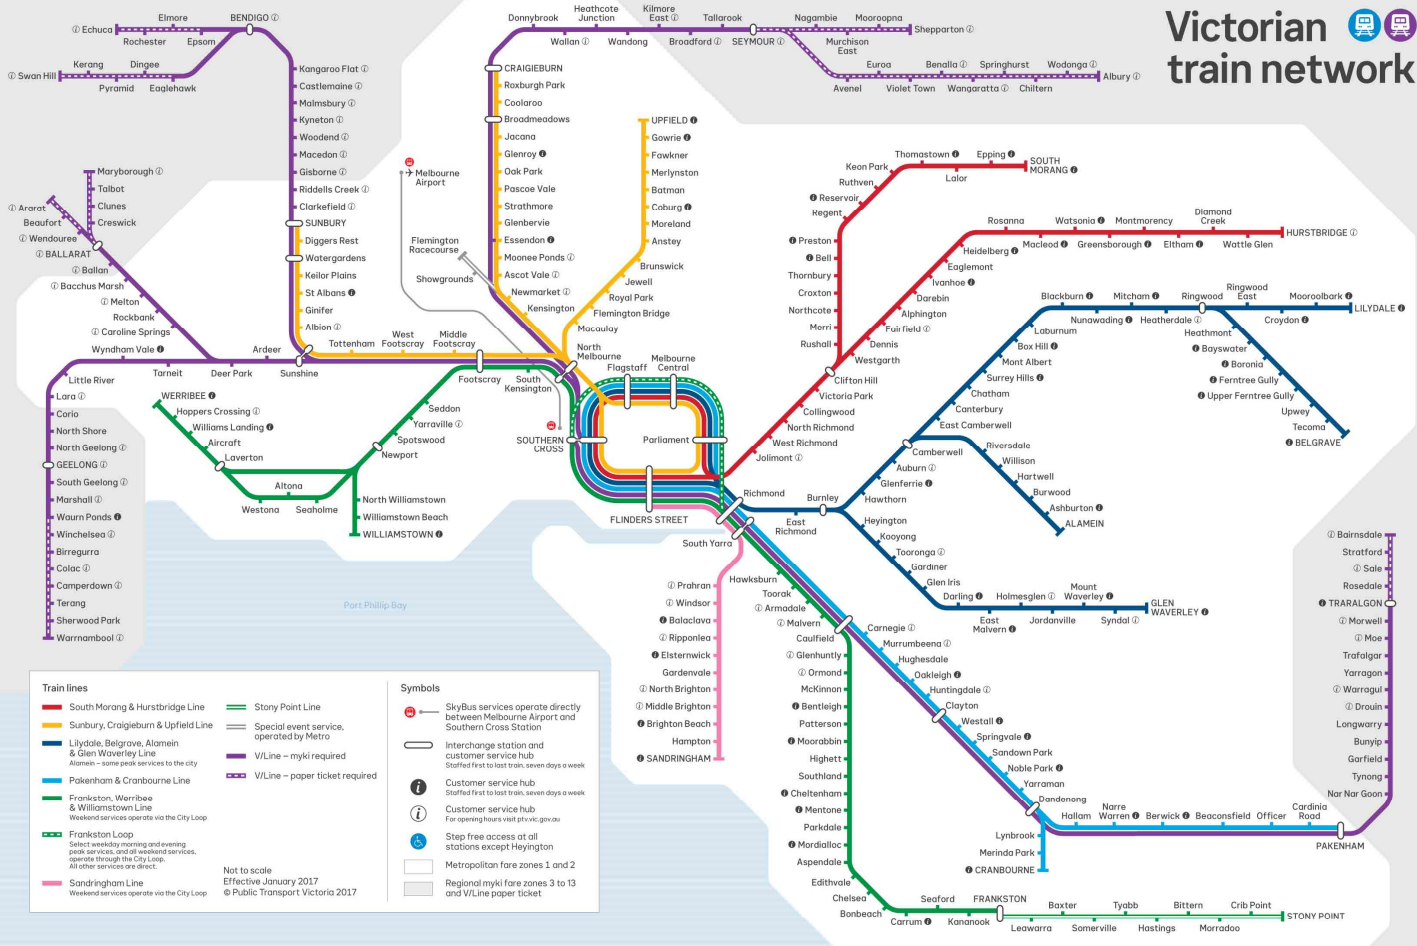 Victorian
train network
Echuca
Elmore
Rochester
Epsom
BENDIGO
Swan Hill
Kerang
Pyramid
Dingee
Eaglehawk
Kangaroo Flat
Castlemaine
Malmsbury
Kyneton
Woodend
Macedon
Gisborne
Riddells Creek
Clarkefield
SUNBURY
Diggers Rest
Watergardens
Keilor Plains
St Albans
Ginifer
Albion
Maryborough
Talbot
Clunes
Creswick
Ararat
Beaufort
Wendouree
BALLARAT
Ballan
Bacchus Marsh
Melton
Rockbank
Caroline Springs
Wyndham Vale
Tarneit
Deer Park
Ardeer
Sunshine
Little River
Lara
Corio
North Shore
North Geelong
GEELONG
South Geelong
Marshall
Waurn Ponds
Winchelsea
Birregurra
Colac
Camperdown
Terang
Sherwood Park
Warrnambool
Donnybrook
Heathcote
Junction
Wallan
Wandong
Kilmore
East
Broadford
Tallarook
SEYMOUR
Nagambie
Murchison
East
Mooroopna
Shepparton
Avenel
Euroa
Violet Town
Benalla
Wangaratta
Springhurst
Chiltern
Wodonga
Albury
CRAIGIEBURN
Roxburgh Park
Coolaroo
Broadmeadows
Jacana
Glenroy
Oak Park
Pascoe Vale
Strathmore
Glenbervie
Essendon
Moonee Ponds
Ascot Vale
Newmarket
Kensington
Melbourne
Airport
Flemington
Racecourse
Showgrounds
UPFIELD
Gowrie
Fawkner
Merlynston
Batman
Coburg
Moreland
Anstey
Brunswick
Jewell
Royal Park
Flemington Bridge
Macaulay
North
Melbourne
Tottenham
West
Footscray
Middle
Footscray
Footscray
South
Kensington
WERRIBEE
Hoppers Crossing
Williams Landing
Aircraft
Laverton
Westona
Altona
Seaholme
Seddon
Yarraville
Spotswood
Newport
North Williamstown
Williamstown Beach
WILLIAMSTOWN
Flagstaff
Melbourne
Central
Parliament
SOUTHERN
CROSS
FLINDERS STREET
SOUTH
MORANG
Epping
Lalor
Thomastown
Keon Park
Ruthven
Reservoir
Regent
Preston
Bell
Thornbury
Croxton
Northcote
Merri
Rushall
HURSTBRIDGE
Wattle Glen
Diamond
Creek
Eltham
Montmorency
Greensborough
Watsonia
Macleod
Rosanna
Heidelberg
Eaglemont
Ivanhoe
Darebin
Alphington
Fairfield
Dennis
Westgarth
Clifton Hill
Victoria Park
Collingwood
North Richmond
West Richmond
Jolimont
LILYDALE
Mooroolbark
Croydon
Ringwood
East
Ringwood
Heatherdale
Mitcham
Nunawading
Blackburn
Laburnum
Box Hill
Mont Albert
Surrey Hills
Chatham
Canterbury
East Camberwell
Camberwell
Auburn
Glenferrie
Hawthorn
Heathmont
Bayswater
Boronia
Ferntree Gully
Upper Ferntree Gully
Upwey
Tecoma
BELGRAVE
Riversdale
Willison
Hartwell
Burwood
Ashburton
ALAMEIN
Richmond
East
Richmond
Burnley
Heyington
Kooyong
Tooronga
Gardiner
Glen Iris
Darling
East
Malvern
Holmesglen
Jordanville
Mount
Waverley
Syndal
GLEN
WAVERLEY
South Yarra
Prahran
Windsor
Balaclava
Ripponlea
Elsternwick
Gardenvale
North Brighton
Middle Brighton
Brighton Beach
Hampton
SANDRINGHAM
Hawksburn
Toorak
Armadale
Malvern
Caulfield
Glenhuntly
Ormond
McKinnon
Bentleigh
Patterson
Moorabbin
Highett
Southland
Cheltenham
Mentone
Parkdale
Mordialloc
Aspendale
Edithvale
Chelsea
Bonbeach
Carrum
Seaford
Kananook
FRANKSTON
Leawarra
Baxter
Somerville
Tyabb
Hastings
Bittern
Morradoo
Crib Point
STONY POINT
Carnegie
Murrumbeena
Hughesdale
Oakleigh
Huntingdale
Clayton
Westall
Springvale
Sandown Park
Noble Park
Yarraman
Dandenong
Lynbrook
Merinda Park
CRANBOURNE
Hallam
Narre
Warren
Berwick
Beaconsfield
Officer
Cardinia
Road
PAKENHAM
Bairnsdale
Stratford
Sale
Rosedale
TRARALGON
Morwell
Moe
Trafalgar
Yarragon
Warragul
Drouin
Longwarry
Bunyip
Garfield
Tynong
Nar Nar Goon
Port Phillip Bay
Train lines
South Morang & Hurstbridge Line
Sunbury, Craigieburn & Upfield Line
Lilydale, Belgrave, Alamein
& Glen Waverley Line
Alamein – some peak services to the city
Pakenham & Cranbourne Line
Frankston, Werribee
& Williamstown Line
Weekend services operate via the City Loop
Frankston Loop
Select weekday morning and evening
peak services, and all weekend services,
operate through the City Loop.
All other services are direct.
Sandringham Line
Weekend services operate via the City Loop
Stony Point Line
Special event service,
operated by Metro
V/Line – myki required
V/Line – paper ticket required
Not to scale
Effective January 2017
© Public Transport Victoria 2017
Symbols
SkyBus services operate directly
between Melbourne Airport and
Southern Cross Station
Interchange station and
customer service hub
Staffed first to last train, seven days a week
Customer service hub
Staffed first to last train, seven days a week
Customer service hub
For opening hours visit ptv.vic.gov.au
Step free access at all
stations except Heyington
Metropolitan fare zones 1 and 2
Regional myki fare zones 3 to 13
and V/Line paper ticket